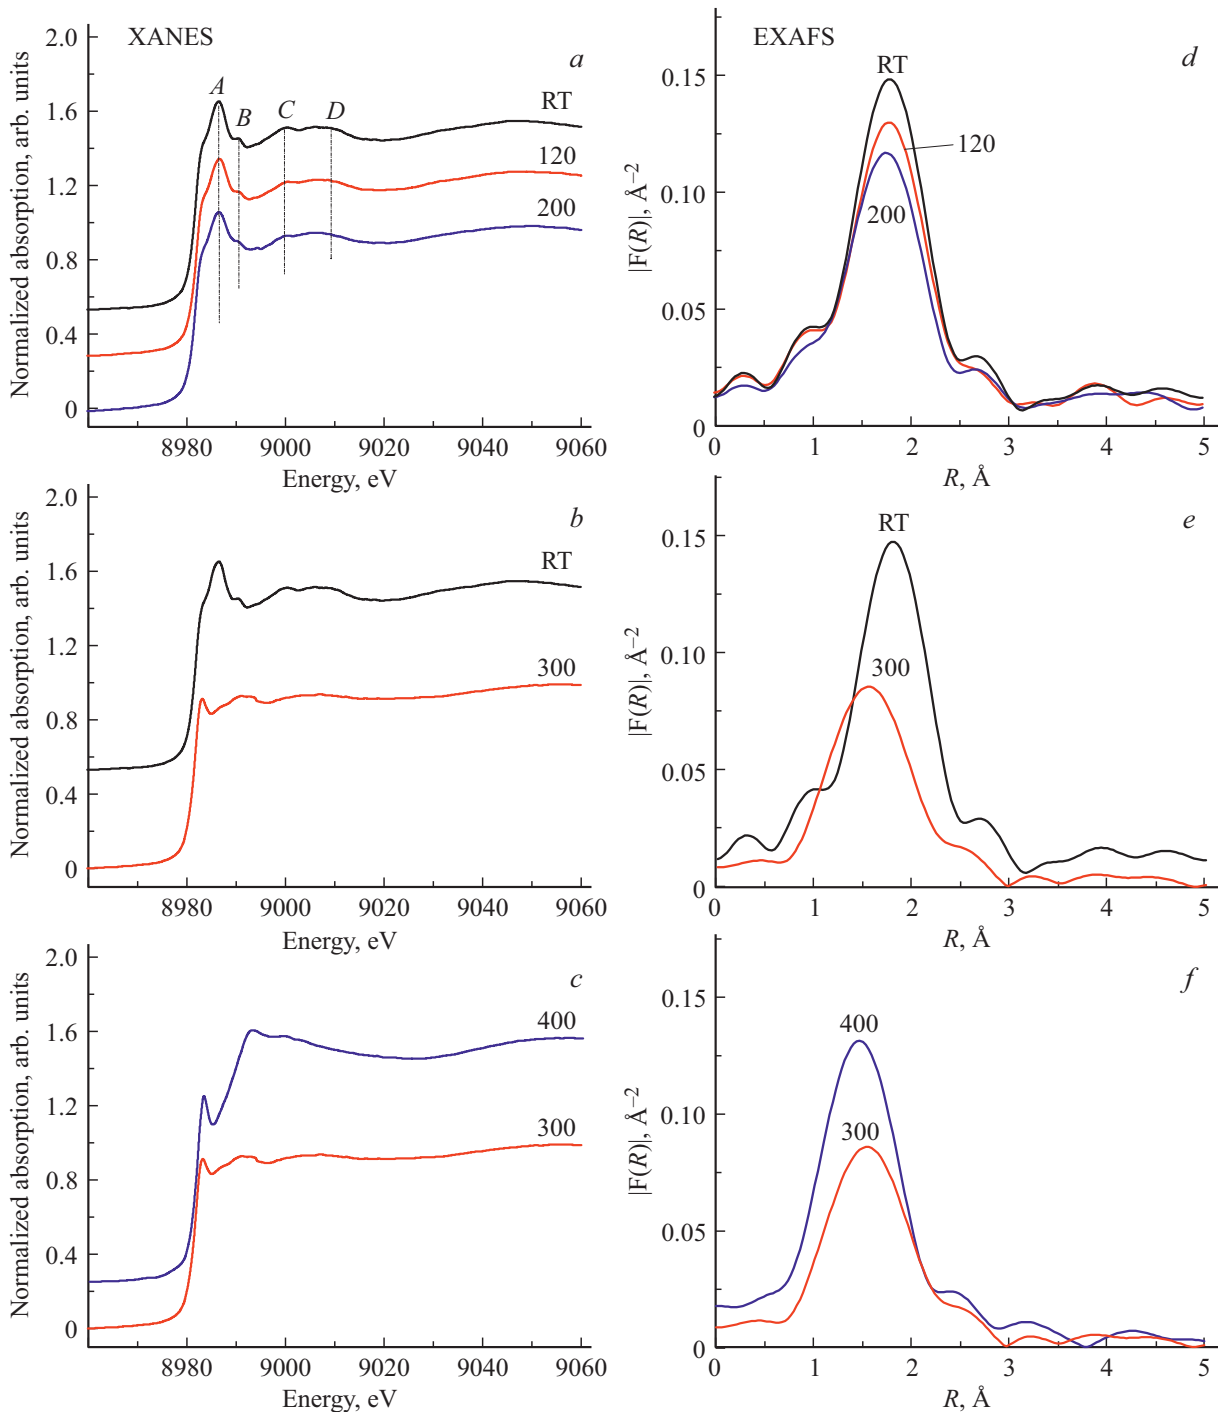 XANES
a
2.0
1.6
1.2
0.8
0.4
0
Normalized absorption, arb. units
A
B
C
D
RT
120
200
8980
9000
9020
9040
9060
Energy, eV
EXAFS
d
0.15
0.10
0.05
0
|F(R)|, Å−2
RT
120
200
0
1
2
3
4
5
R, Å
b
2.0
1.6
1.2
0.8
0.4
0
Normalized absorption, arb. units
RT
300
8980
9000
9020
9040
9060
Energy, eV
e
0.15
0.10
0.05
0
|F(R)|, Å−2
RT
300
0
1
2
3
4
5
R, Å
c
2.0
1.6
1.2
0.8
0.4
0
Normalized absorption, arb. units
400
300
8980
9000
9020
9040
9060
Energy, eV
f
0.15
0.10
0.05
0
|F(R)|, Å−2
400
300
0
1
2
3
4
5
R, Å